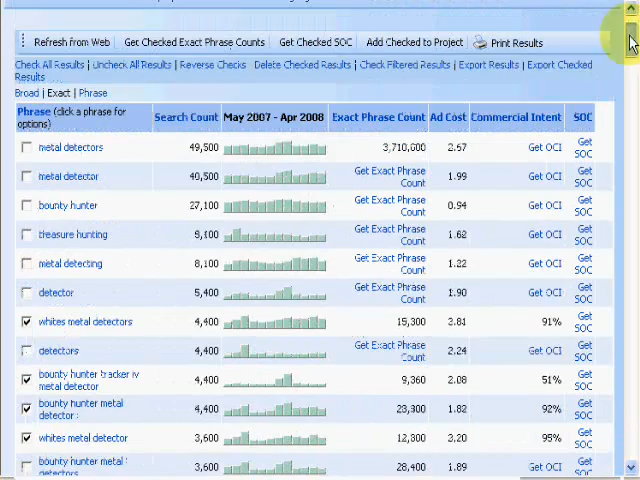 Refresh from Web | Get Checked Exact Phrase Counts | Get Checked SOC | Add Checked to Project | Print Results
Check All Results | Uncheck All Results | Reverse Checks Delete Checked Results | Check Filtered Results | Export Results | Export Checked
Results
Broad | Exact | Phrase
Phrase (click a phrase for options) Search Count May 2007 - Apr 2008 Exact Phrase Count Ad Cost Commercial Intent SOC
metal detectors 49,500 3,710,000 2.67 Get OCI Get SOC
metal detector 40,500 Get Exact Phrase Count 1.99 Get OCI Get SOC
bounty hunter 27,100 Get Exact Phrase Count 0.94 Get OCI Get SOC
treasure hunting Get Exact Phrase Count 1.62 Get OCI Get SOC
metal detecting 8,100 Get Exact Phrase Count 1.22 Get OCI Get SOC
detector 5,400 Get Exact Phrase Count 1.90 Get OCI Get SOC
whites metal detectors 4,400 15,300 91% Get SOC
detectors 4,400 Get Exact Phrase Count 2.24 Get OCI Get SOC
bounty hunter tracker iv metal detector 4,400 9,360 2.08 51% Get SOC
bounty hunter metal detector 4,400 23,300 1.82 92% Get SOC
whites metal detector 3,600 12,300 95% Get SOC
bounty hunter metal detectors 3,600 28,400 1.89 Get OCI Get SOC